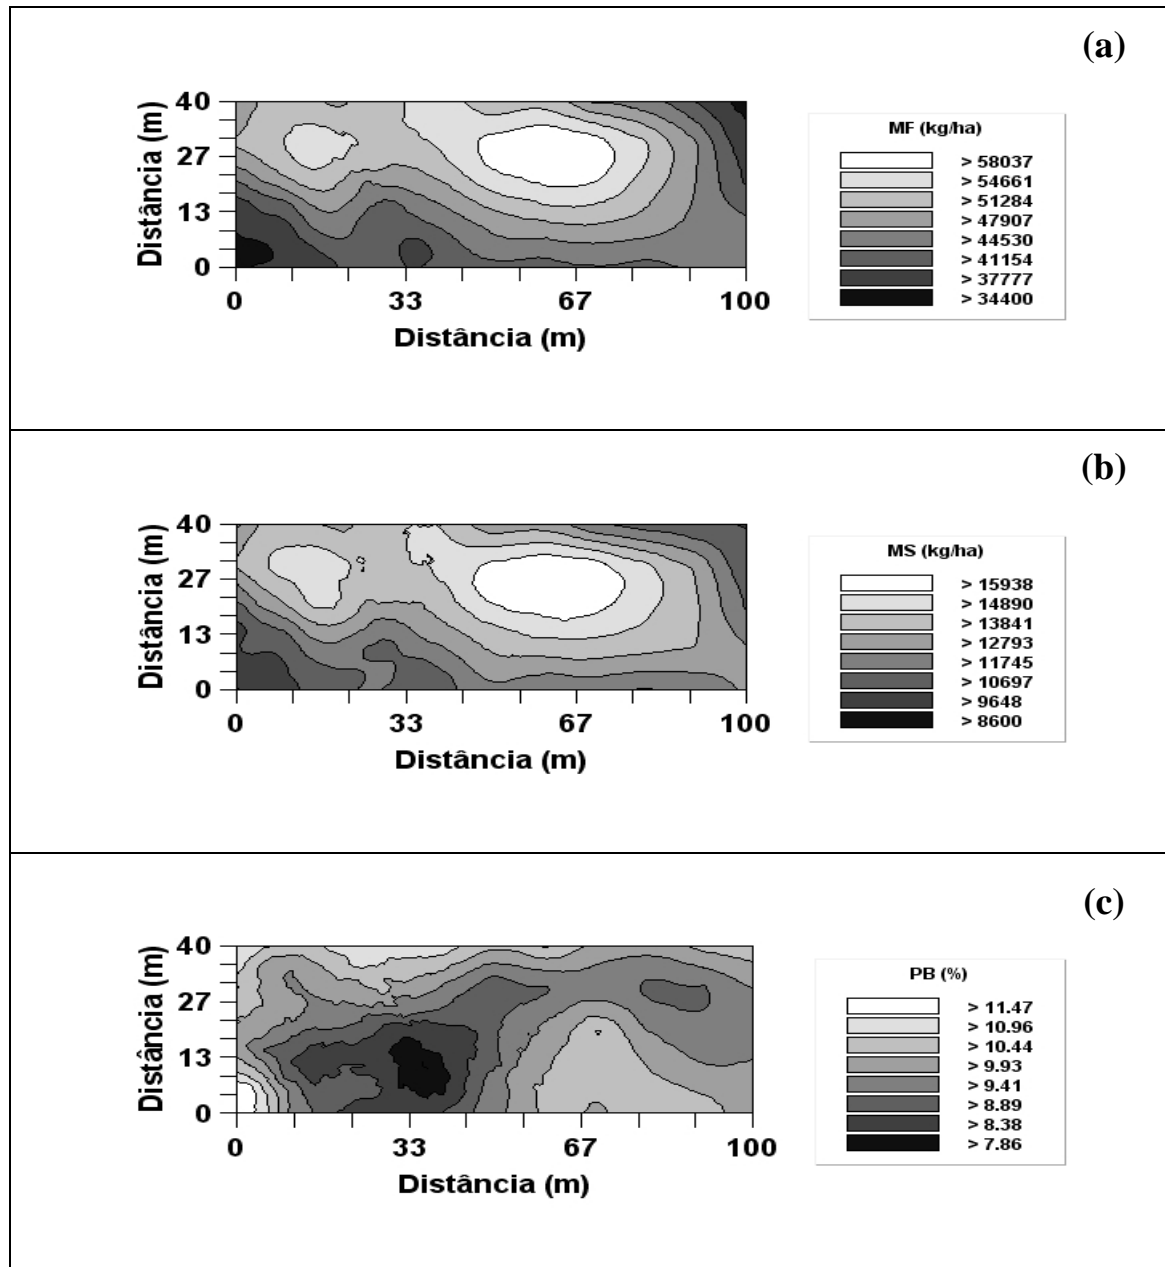 (a)
Distância (m)
40
27
13
0
0 33 67 100
Distância (m)
MF (kg/ha)
> 58037
> 54661
> 51284
> 47907
> 44530
> 41154
> 37777
> 34400
(b)
Distância (m)
40
27
13
0
0 33 67 100
Distância (m)
MS (kg/ha)
> 15938
> 14890
> 13841
> 12793
> 11745
> 10697
> 9648
> 8600
(c)
Distância (m)
40
27
13
0
0 33 67 100
Distância (m)
PB (%)
> 11.47
> 10.96
> 10.44
> 9.93
> 9.41
> 8.89
> 8.38
> 7.86